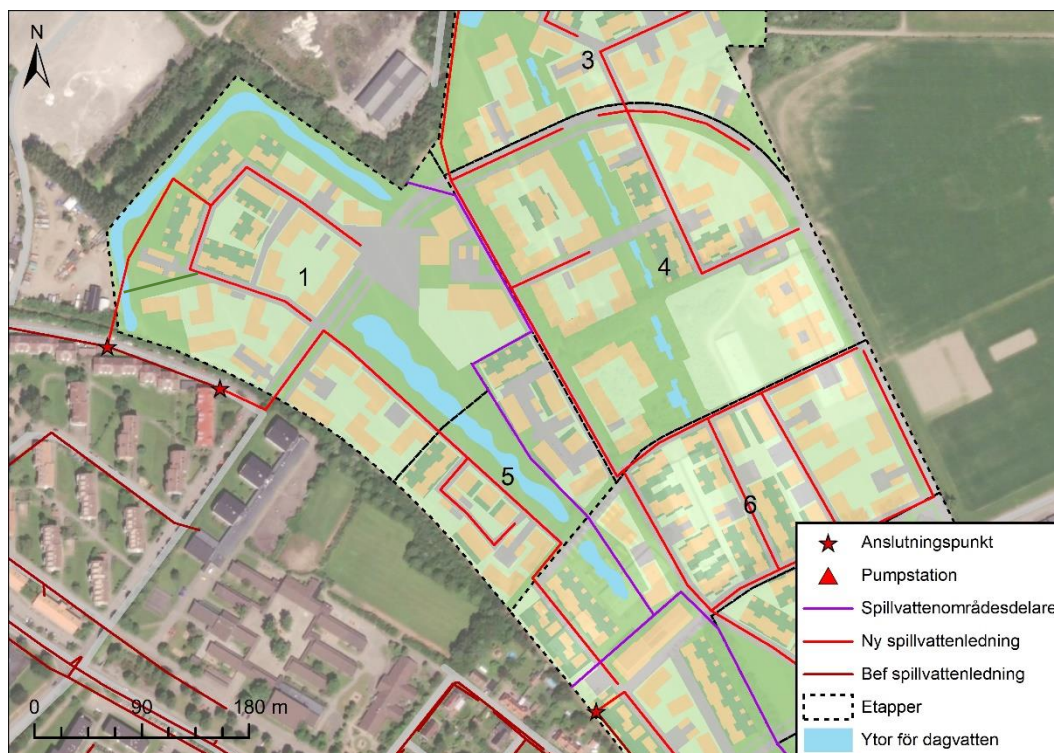 N
3
1
4
5
6
0 90 180 m
Anslutningspunkt
Pumpstation
Spillvattenområdesdelare
Ny spillvattenledning
Bef spillvattenledning
Etapper
Ytor för dagvatten